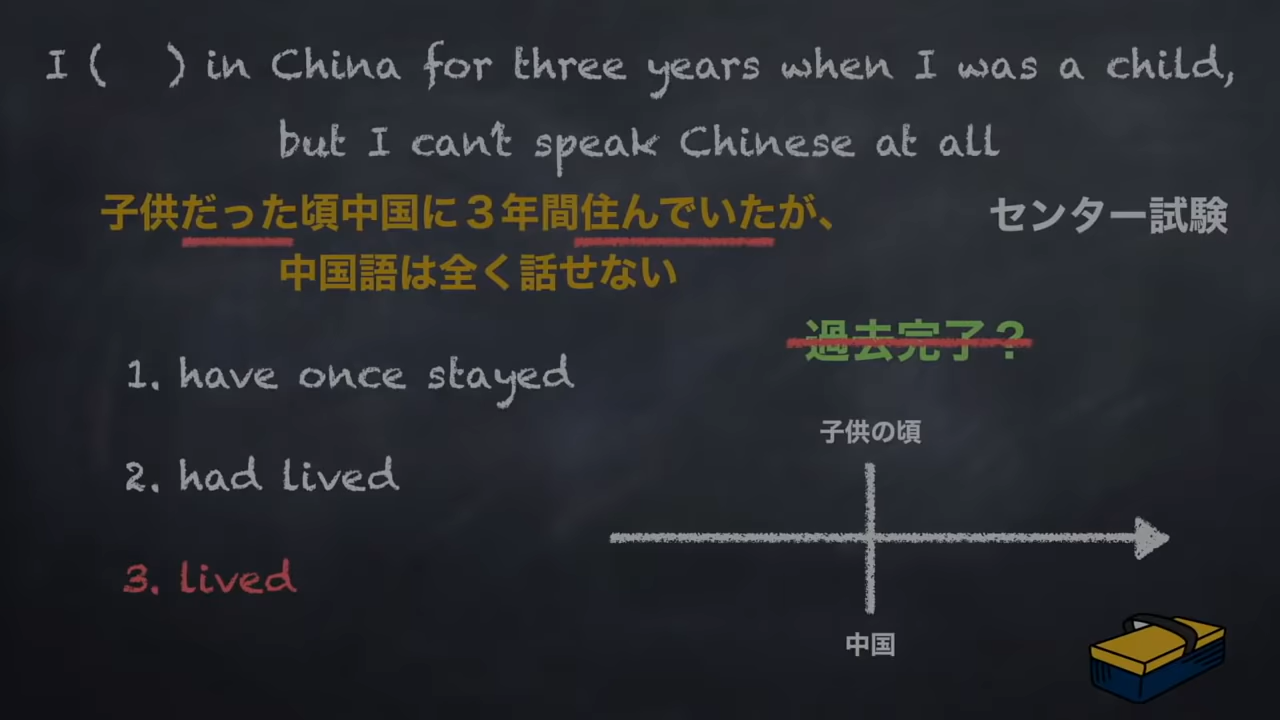 I (   ) in China for three years when I was a child,
but I can't speak Chinese at all
子供だった頃中国に３年間住んでいたが、
センター試験
中国語は全く話せない
過去完了？
1. have once stayed
子供の頃
2. had lived
3. lived
中国